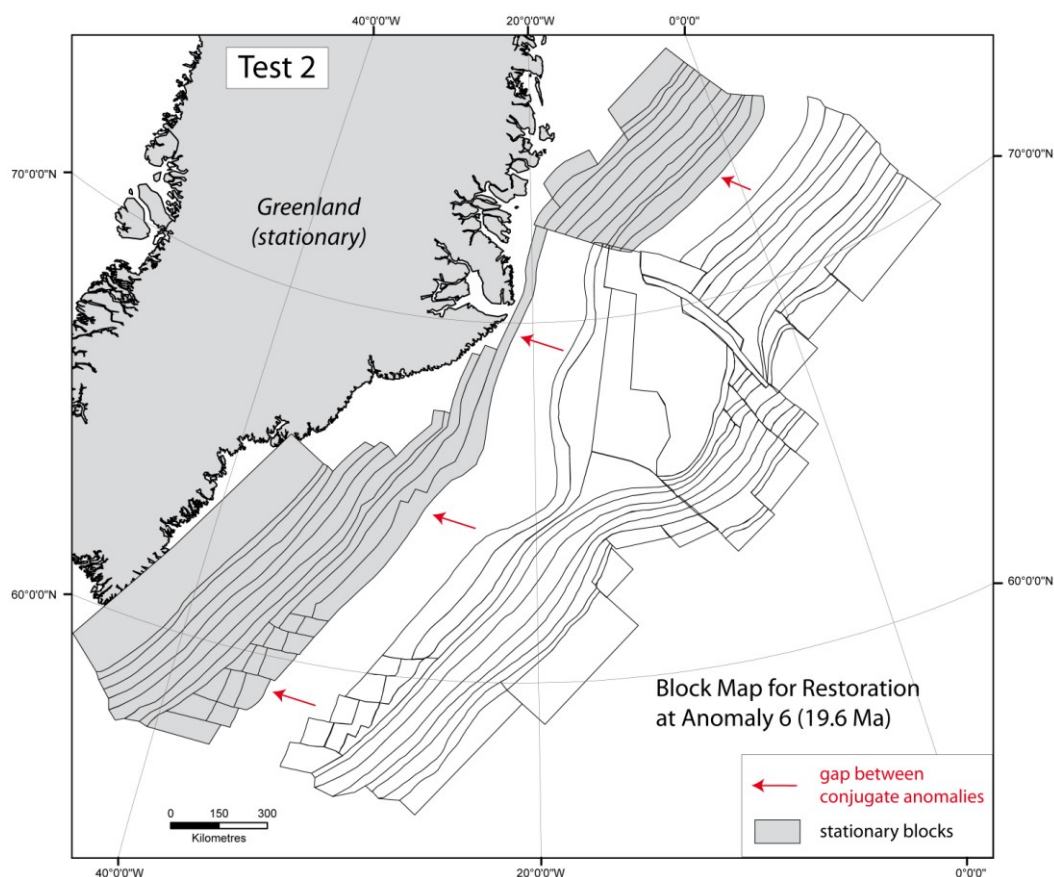 40°0'0"W
20°0'0"W
0°0'0"
Test 2
70°0'0"N
70°0'0"N
Greenland
(stationary)
60°0'0"N
60°0'0"N
Block Map for Restoration
at Anomaly 6 (19.6 Ma)
gap between
conjugate anomalies
stationary blocks
0 150 300
Kilometres
40°0'0"W
20°0'0"W
0°0'0"